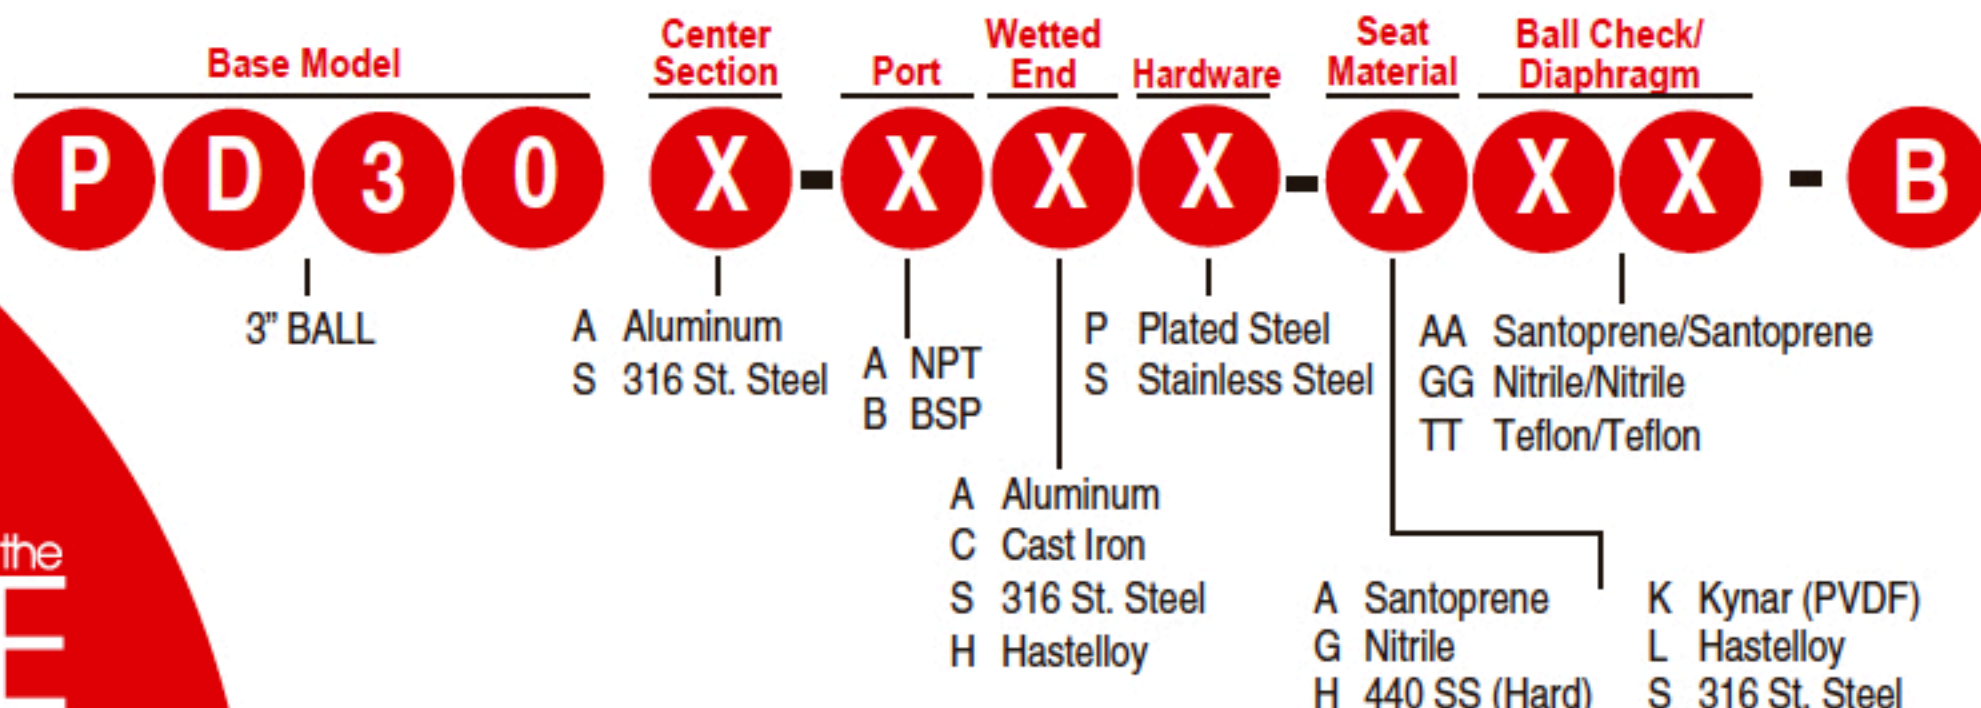 Base Model
Center Section
Port
Wetted End
Hardware
Seat Material
Ball Check/ Diaphragm
P D 3 0 X - X X X - X X X - B
3” BALL
A Aluminum
S 316 St. Steel
A NPT
B BSP
A Aluminum
C Cast Iron
S 316 St. Steel
H Hastelloy
P Plated Steel
S Stainless Steel
AA Santoprene/Santoprene
GG Nitrile/Nitrile
TT Teflon/Teflon
A Santoprene
G Nitrile
H 440 SS (Hard)
K Kynar (PVDF)
L Hastelloy
S 316 St. Steel
the